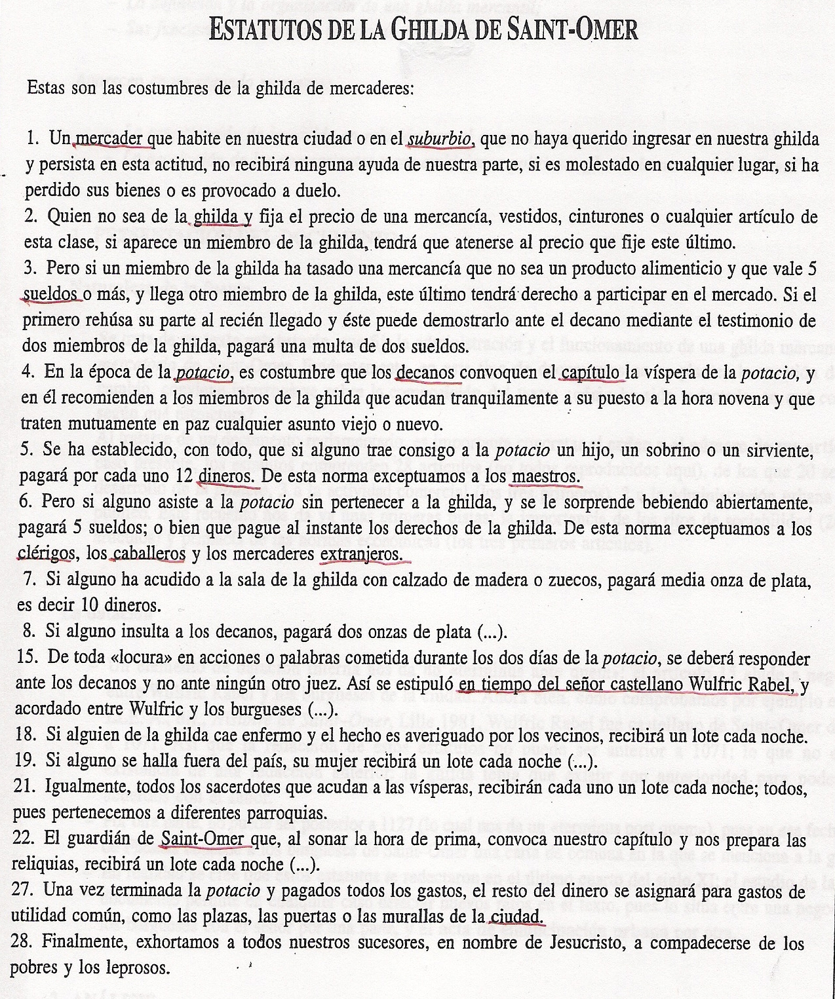 ESTATUTOS DE LA GHILDA DE SAINT-OMER
Estas son las costumbres de la ghilda de mercaderes:
1. Un mercader que habite en nuestra ciudad o en el suburbio, que no haya querido ingresar en nuestra ghilda
y persista en esta actitud, no recibirá ninguna ayuda de nuestra parte, si es molestado en cualquier lugar, si ha
perdido sus bienes o es provocado a duelo.
2. Quien no sea de la ghilda y fija el precio de una mercancía, vestidos, cinturones o cualquier artículo de
esta clase, si aparece un miembro de la ghilda, tendrá que atenerse al precio que fije este último.
3. Pero si un miembro de la ghilda ha tasado una mercancía que no sea un producto alimenticio y que vale 5
sueldos o más, y llega otro miembro de la ghilda, este último tendrá derecho a participar en el mercado. Si el
primero rehúsa su parte al recién llegado y éste puede demostrarlo ante el decano mediante el testimonio de
dos miembros de la ghilda, pagará una multa de dos sueldos.
4. En la época de la potacio, es costumbre que los decanos convoquen el capítulo la víspera de la potacio, y
en él recomienden a los miembros de la ghilda que acudan tranquilamente a su puesto a la hora novena y que
traten mutuamente en paz cualquier asunto viejo o nuevo.
5. Se ha establecido, con todo, que si alguno trae consigo a la potacio un hijo, un sobrino o un sirviente,
pagará por cada uno 12 dineros. De esta norma exceptuamos a los maestros.
6. Pero si alguno asiste a la potacio sin pertenecer a la ghilda, y se le sorprende bebiendo abiertamente,
pagará 5 sueldos; o bien que pague al instante los derechos de la ghilda. De esta norma exceptuamos a los
clérigos, los caballeros y los mercaderes extranjeros.
7. Si alguno ha acudido a la sala de la ghilda con calzado de madera o zuecos, pagará media onza de plata,
es decir 10 dineros.
8. Si alguno insulta a los decanos, pagará dos onzas de plata (...).
15. De toda «locura» en acciones o palabras cometida durante los dos días de la potacio, se deberá responder
ante los decanos y no ante ningún otro juez. Así se estipuló en tiempo del señor castellano Wulfric Rabel, y
acordado entre Wulfric y los burgueses (...).
18. Si alguien de la ghilda cae enfermo y el hecho es averiguado por los vecinos, recibirá un lote cada noche.
19. Si alguno se halla fuera del país, su mujer recibirá un lote cada noche (...).
21. Igualmente, todos los sacerdotes que acudan a las vísperas, recibirán cada uno un lote cada noche; todos,
pues pertenecemos a diferentes parroquias.
22. El guardián de Saint-Omer que, al sonar la hora de prima, convoca nuestro capítulo y nos prepara las
reliquias, recibirá un lote cada noche (...).
27. Una vez terminada la potacio y pagados todos los gastos, el resto del dinero se asignará para gastos de
utilidad común, como las plazas, las puertas o las murallas de la ciudad.
28. Finalmente, exhortamos a todos nuestros sucesores, en nombre de Jesucristo, a compadecerse de los
pobres y los leprosos.